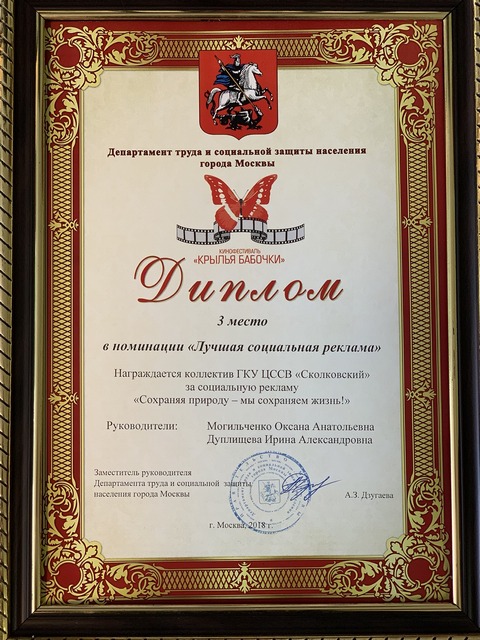 Департамент труда и социальной защиты населения
города Москвы
КИНОФЕСТИВАЛЬ
«КРЫЛЬЯ БАБОЧКИ»
Диплом
3 место
в номинации «Лучшая социальная реклама»
Награждается коллектив ГКУ ЦССВ «Сколковский»
за социальную рекламу
«Сохраняя природу – мы сохраняем жизнь!»
Руководители: Могильченко Оксана Анатольевна
Дуплищева Ирина Александровна
Заместитель руководителя
Департамента труда и социальной защиты
населения города Москвы
А.З. Дзугаева
г. Москва, 2018 г.